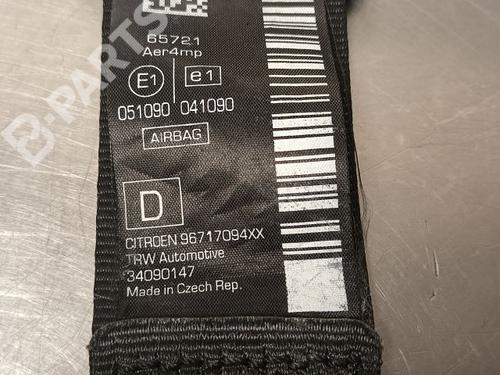 65721
Aer4mp
E1 e1
051090 041090
AIRBAG
D
CITROEN 96717094XX
TRW Automotive
34090147
Made in Czech Rep.
B-PARTS